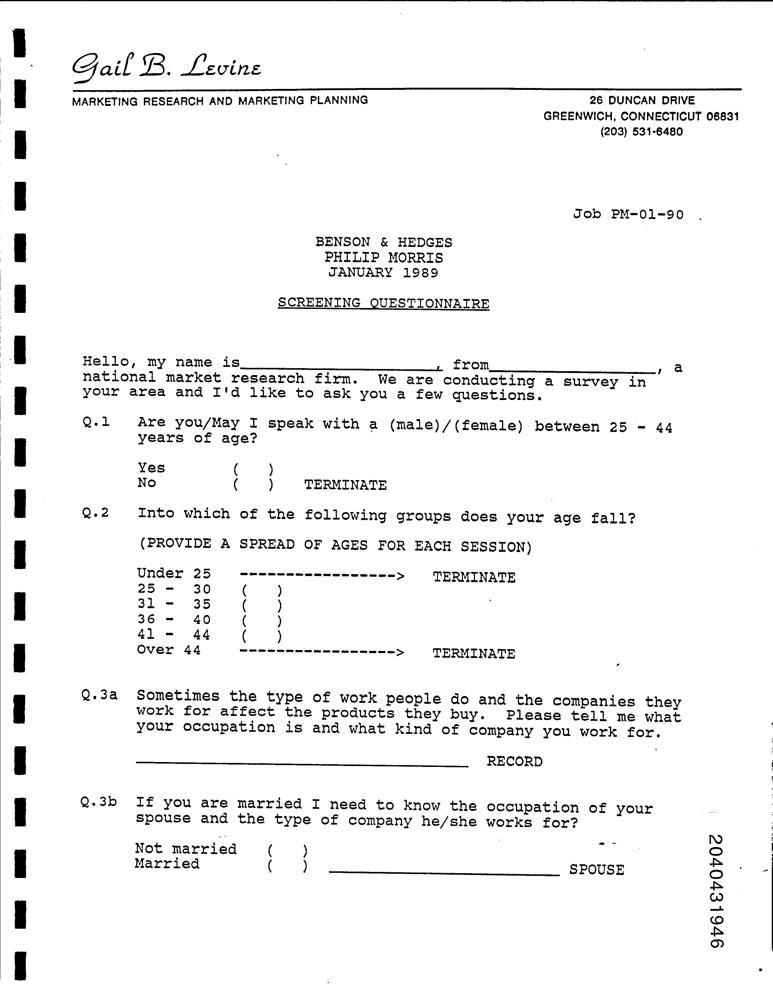 Gail B. Levine
MARKETING RESEARCH AND MARKETING PLANNING
26 DUNCAN DRIVE
GREENWICH, CONNECTICUT 06831
(203) 531-6480
Job PM-01-90
BENSON & HEDGES
PHILIP MORRIS
JANUARY 1989
SCREENING QUESTIONNAIRE
Hello, my name is____________________, from________________, a
national market research firm. We are conducting a survey in
your area and I'd like to ask you a few questions.
Q.1 Are you/May I speak with a (male)/(female) between 25 - 44
years of age?
Yes ( )
No ( ) TERMINATE
Q.2 Into which of the following groups does your age fall?
(PROVIDE A SPREAD OF AGES FOR EACH SESSION)
Under 25 -----------------> TERMINATE
25 - 30 ( )
31 - 35 ( )
36 - 40 ( )
41 - 44 ( )
Over 44 -----------------> TERMINATE
Q.3a Sometimes the type of work people do and the companies they
work for affect the products they buy. Please tell me what
your occupation is and what kind of company you work for.
____________________________________ RECORD
Q.3b If you are married I need to know the occupation of your
spouse and the type of company he/she works for?
Not married ( )
Married ( ) _________________________ SPOUSE
2040431946